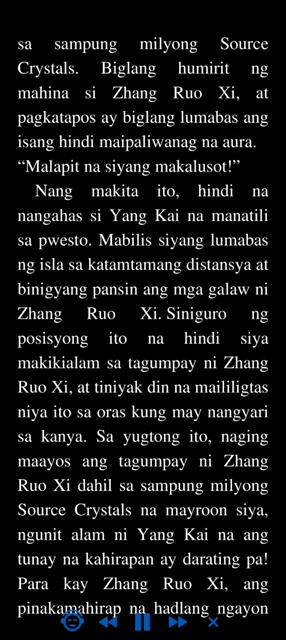 sa sampung milyong Source
Crystals. Biglang humirit ng
mahina si Zhang Ruo Xi, at
pagkatapos ay biglang lumabas ang
isang hindi maipaliwanag na aura.
“Malapit na siyang makalusot!”
Nang makita ito, hindi na
nangahas si Yang Kai na manatili
sa pwesto. Mabilis siyang lumabas
ng isla sa katamtamang distansya at
binigyang pansin ang mga galaw ni
Zhang Ruo Xi. Siniguro ng
posisyong ito na hindi siya
makikialam sa tagumpay ni Zhang
Ruo Xi, at tiniyak din na maililigtas
niya ito sa oras kung may nangyari
sa kanya. Sa yugtong ito, naging
maayos ang tagumpay ni Zhang
Ruo Xi dahil sa sampung milyong
Source Crystals na mayroon siya,
ngunit alam ni Yang Kai na ang
tunay na kahirapan ay darating pa!
Para kay Zhang Ruo Xi, ang
pinakamahirap na hadlang ngayon